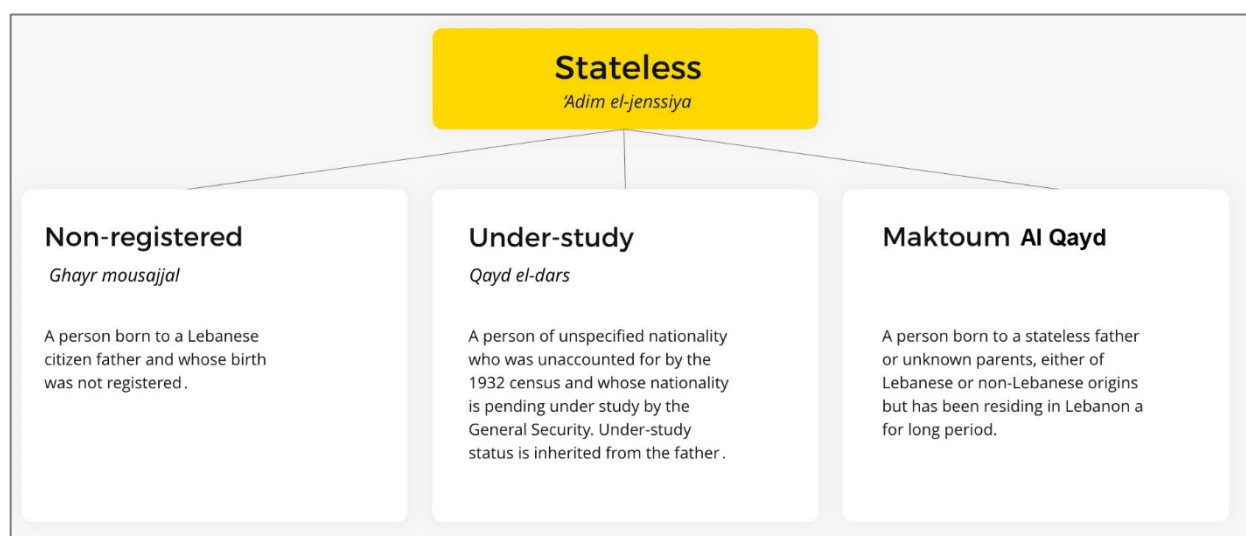 Stateless
'Adim el-jenssiya
Non-registered
Ghayr mousajjal
A person born to a Lebanese
citizen father and whose birth
was not registered.
Under-study
Qayd el-dars
A person of unspecified nationality
who was unaccounted for by the
1932 census and whose nationality
is pending under study by the
General Security. Under-study
status is inherited from the father.
Maktoum Al Qayd
A person born to a stateless father
or unknown parents, either of
Lebanese or non-Lebanese origins
but has been residing in Lebanon a
for long period.